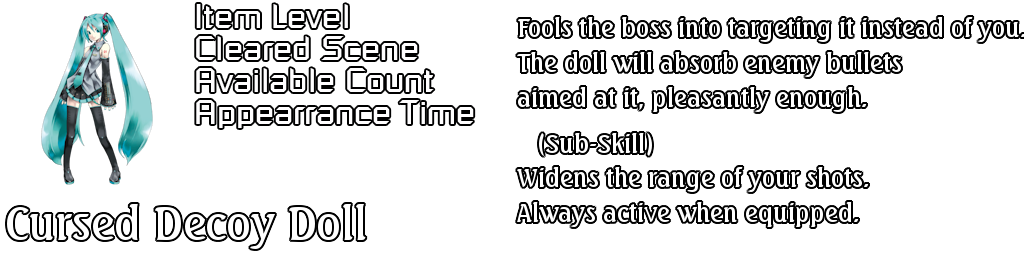 Item Level
Cleared Scene
Available Count
Appearrance Time
Cursed Decoy Doll
Fools the boss into targeting it instead of you.
The doll will absorb enemy bullets
aimed at it, pleasantly enough.
(Sub-Skill)
Widens the range of your shots.
Always active when equipped.